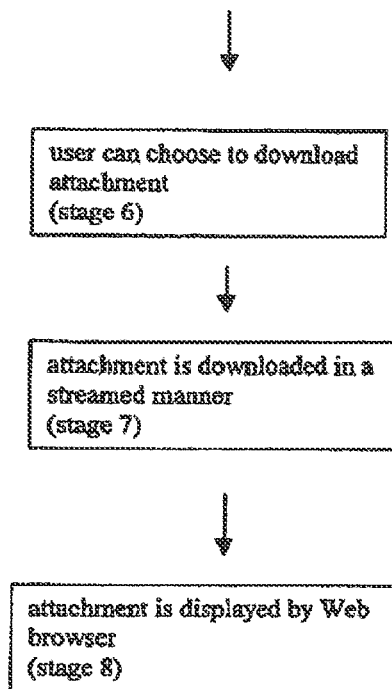 user can choose to download
attachment
(stage 6)
attachment is downloaded in a
streamed manner
(stage 7)
attachment is displayed by Web
browser
(stage 8)